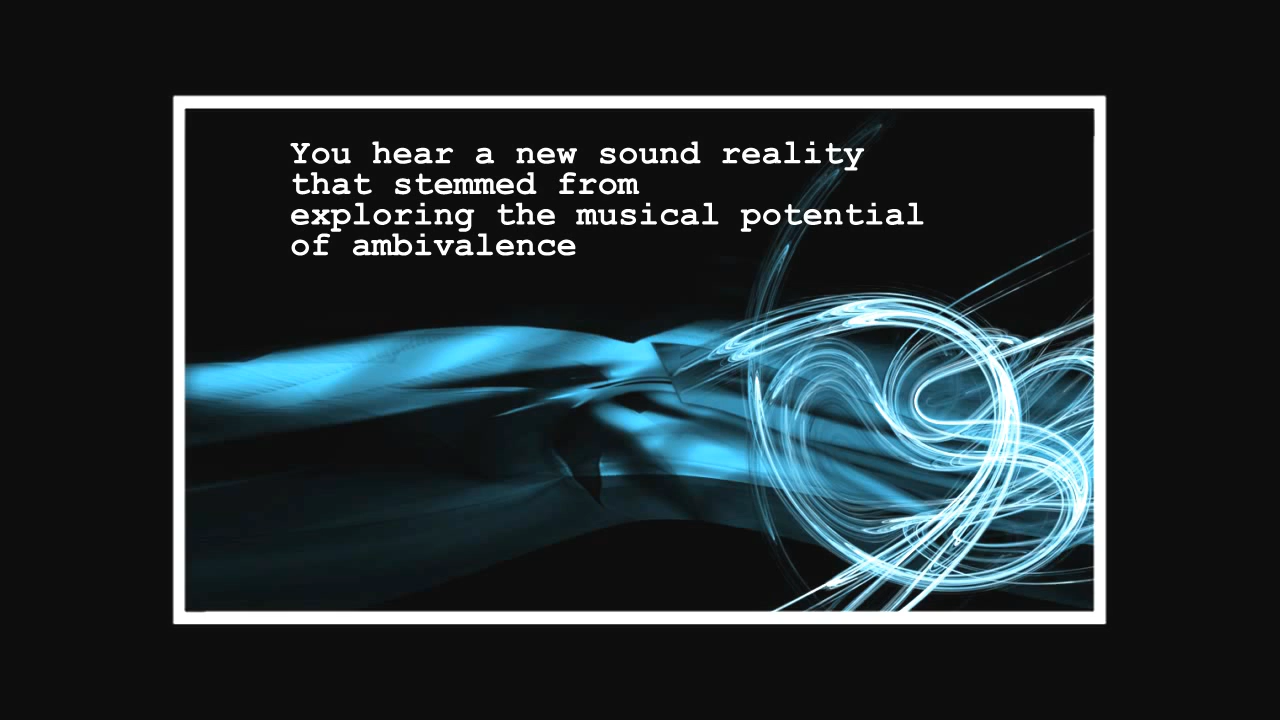 You hear a new sound reality
that stemmed from
exploring the musical potential
of ambivalence